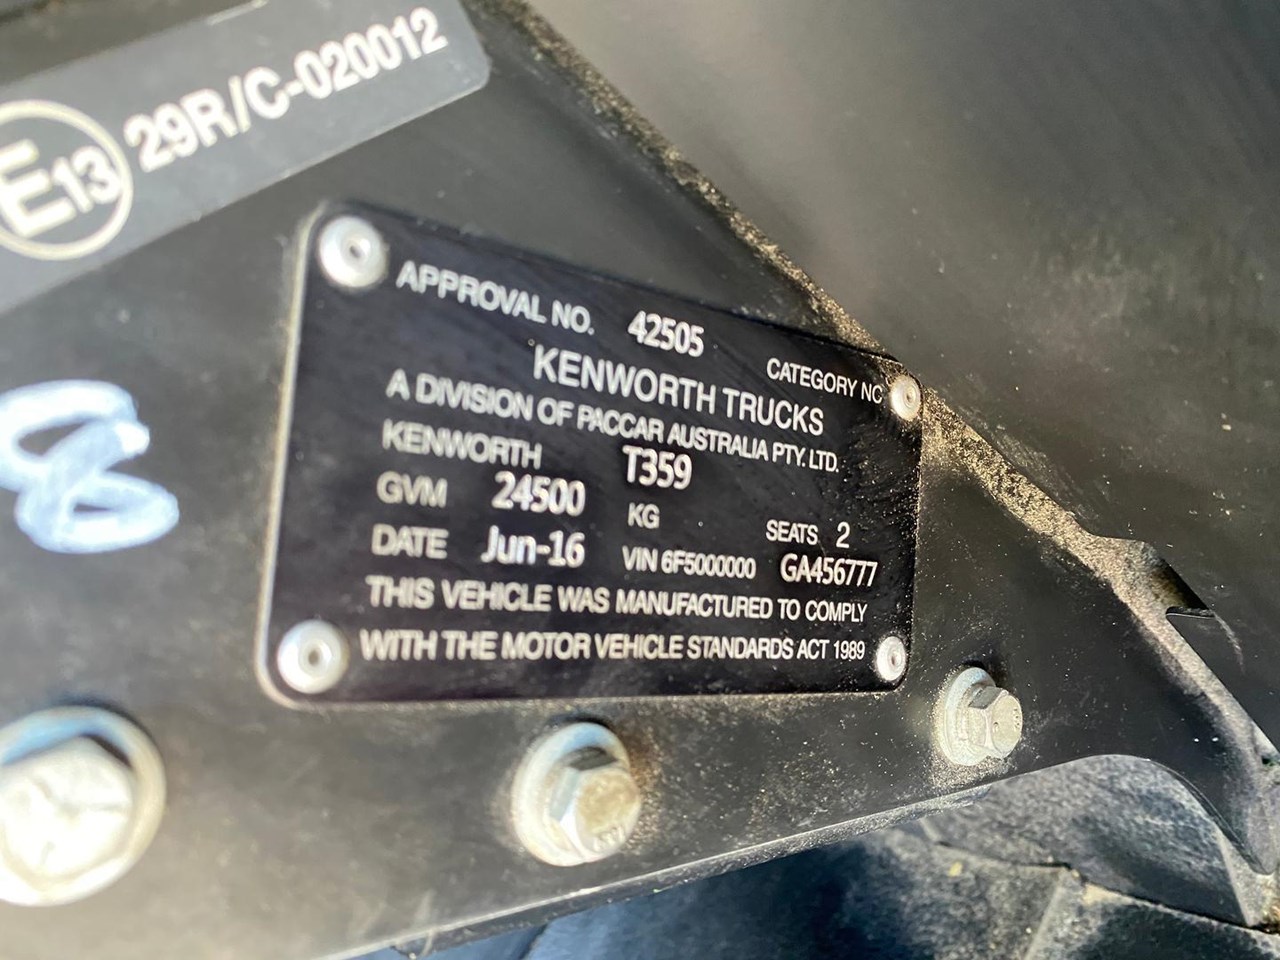 E13 29R/C-020012
APPROVAL NO. 42505
CATEGORY NC
KENWORTH TRUCKS
A DIVISION OF PACCAR AUSTRALIA PTY. LTD.
KENWORTH T359
GVM 24500 KG SEATS 2
DATE Jun-16 VIN 6F5000000 GA456777
THIS VEHICLE WAS MANUFACTURED TO COMPLY
WITH THE MOTOR VEHICLE STANDARDS ACT 1989
8